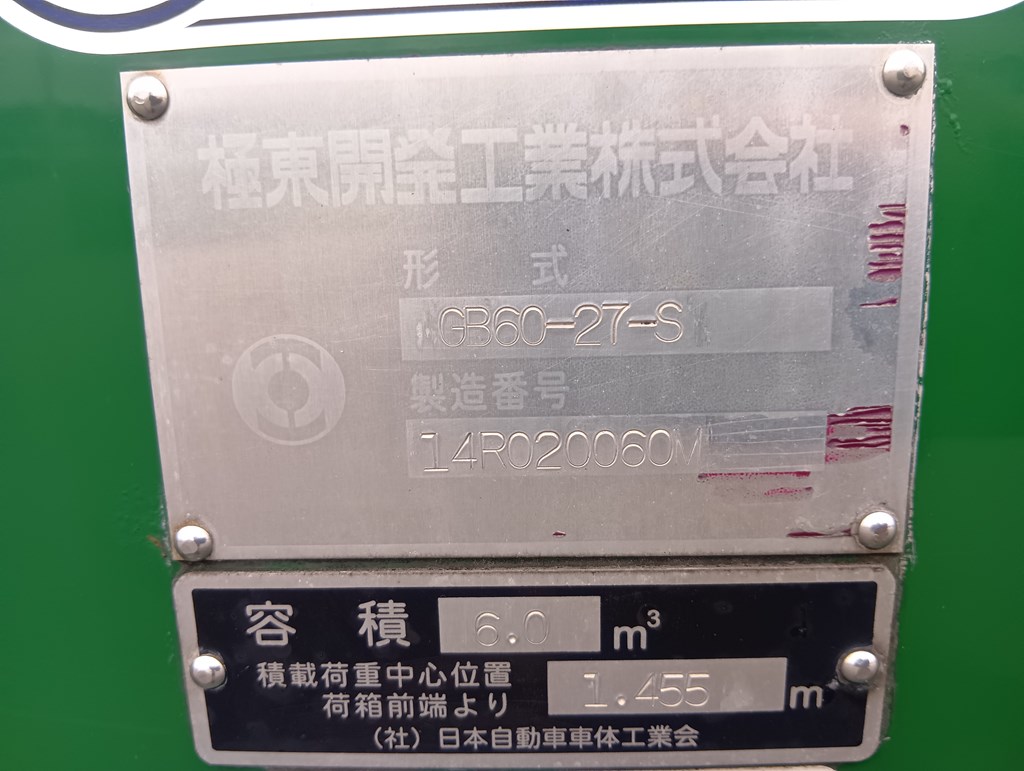 極東開発工業株式会社
形 式
GB60-27-S
製造番号
14R020060M
容 積 6.0 m³
積載荷重中心位置
荷箱前端より 1.455 m
（社）日本自動車車体工業会